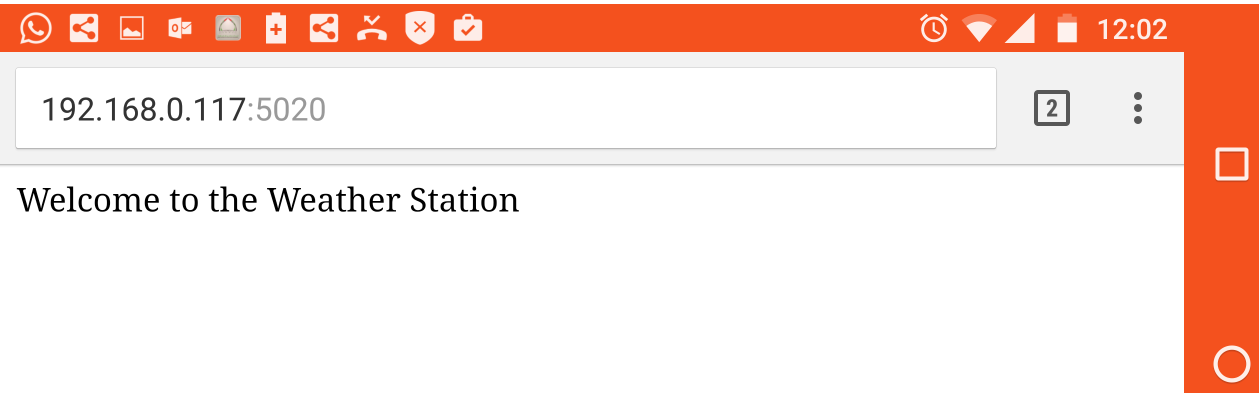 12:02
192.168.0.117:5020
2
Welcome to the Weather Station